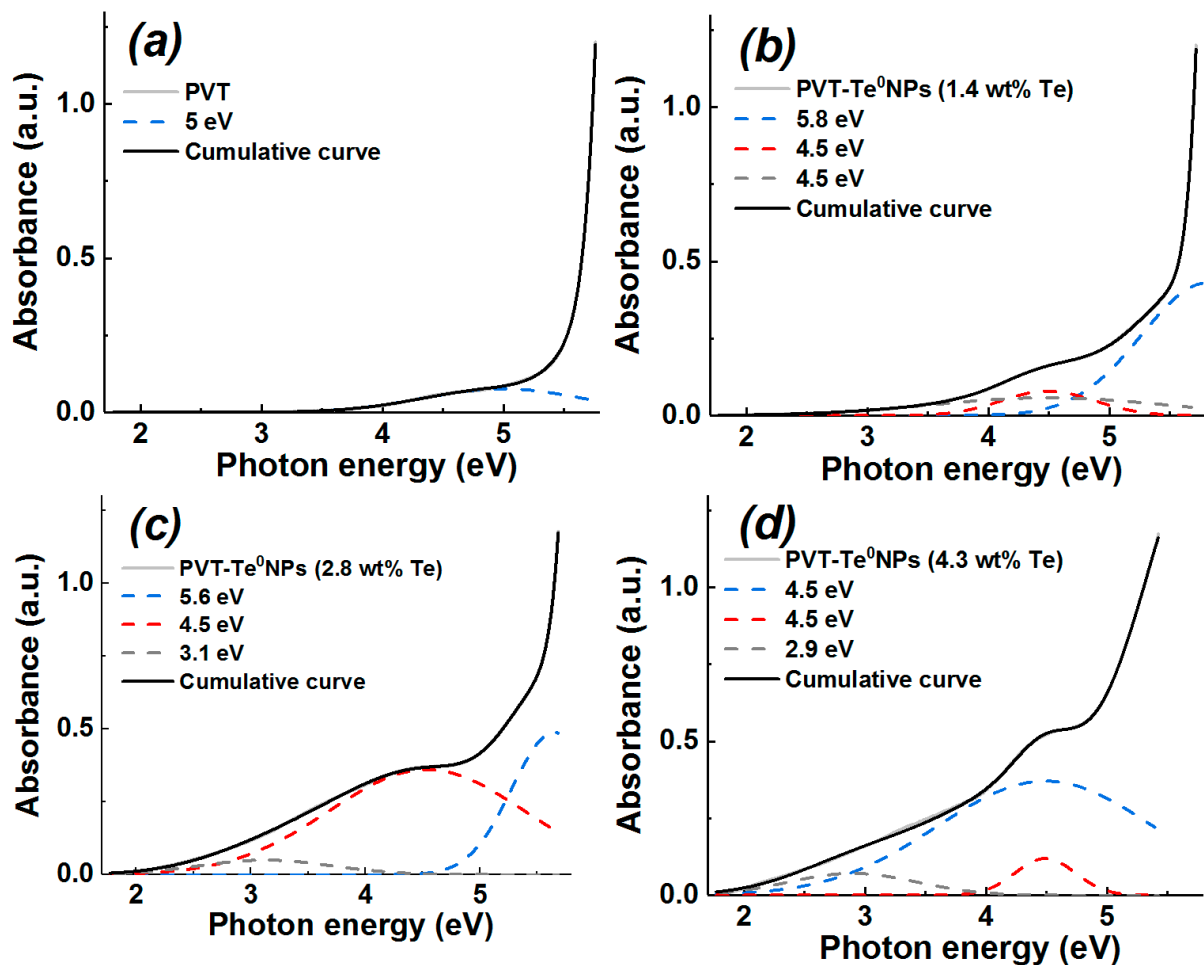 (a)
PVT
5 eV
Cumulative curve
Absorbance (a.u.)
1.0
0.5
0.0
2 3 4 5
Photon energy (eV)
(b)
PVT-Te⁰NPs (1.4 wt% Te)
5.8 eV
4.5 eV
4.5 eV
Cumulative curve
Absorbance (a.u.)
1.0
0.5
0.0
2 3 4 5
Photon energy (eV)
(c)
PVT-Te⁰NPs (2.8 wt% Te)
5.6 eV
4.5 eV
3.1 eV
Cumulative curve
Absorbance (a.u.)
1.0
0.5
0.0
2 3 4 5
Photon energy (eV)
(d)
PVT-Te⁰NPs (4.3 wt% Te)
4.5 eV
4.5 eV
2.9 eV
Cumulative curve
Absorbance (a.u.)
1.0
0.5
0.0
2 3 4 5
Photon energy (eV)